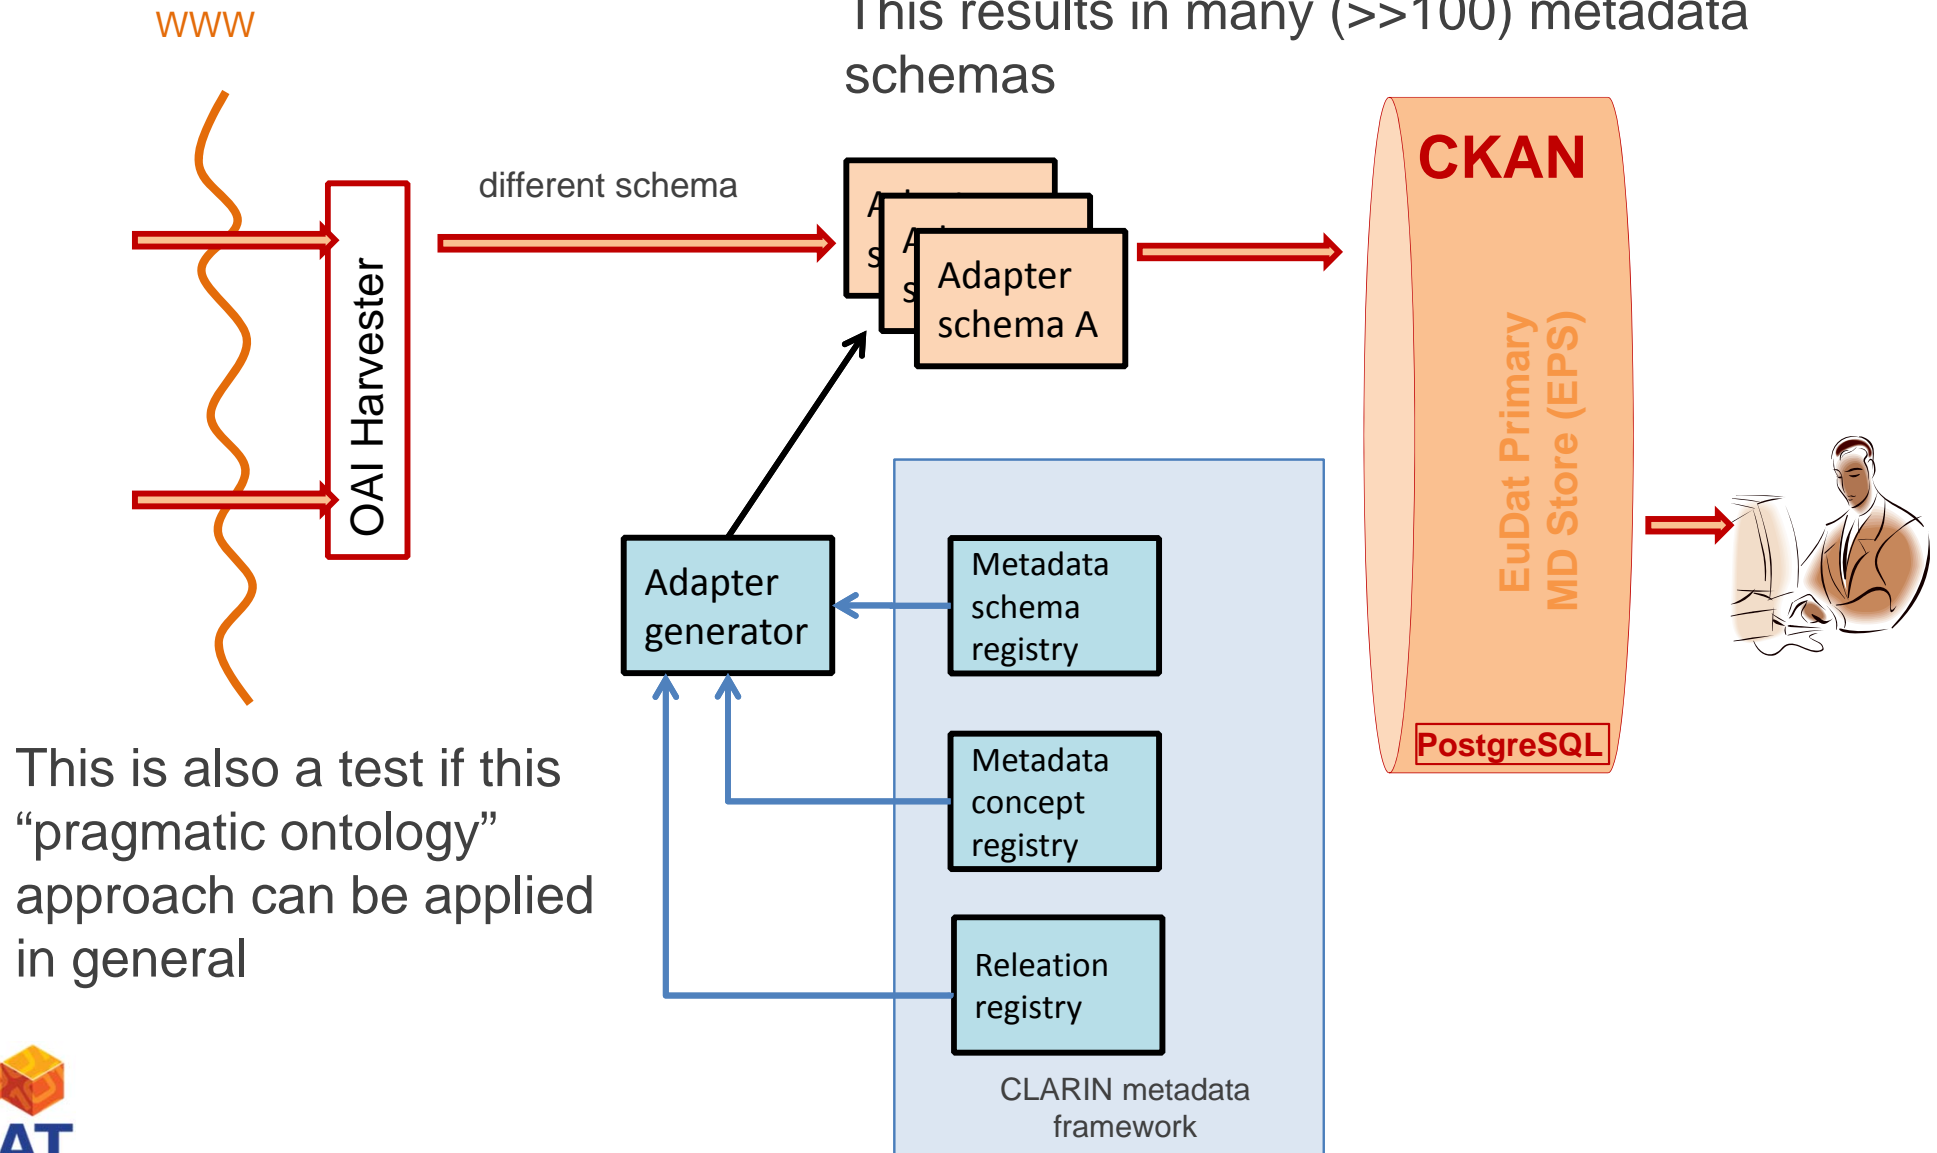 www
This results in many (>>100) metadata
schemas
different schema
OAI Harvester
Adapter
schema A
CKAN
EuDat Primary
MD Store (EPS)
PostgreSQL
Adapter
generator
Metadata
schema
registry
Metadata
concept
registry
Releation
registry
CLARIN metadata
framework
This is also a test if this
“pragmatic ontology”
approach can be applied
in general
AT